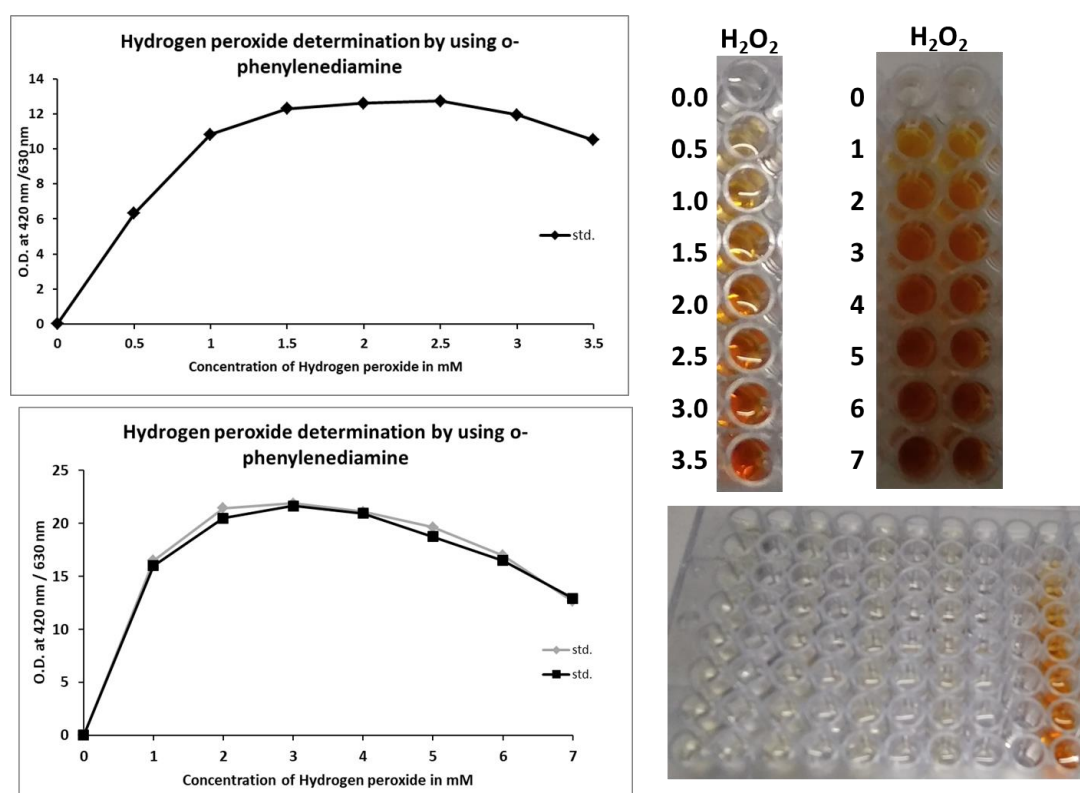 Hydrogen peroxide determination by using o-
phenylenediamine
O.D. at 420 nm /630 nm
14
12
10
8
6
4
2
0
0 0.5 1 1.5 2 2.5 3 3.5
Concentration of Hydrogen peroxide in mM
std.
Hydrogen peroxide determination by using o-
phenylenediamine
O.D. at 420 nm / 630 nm
25
20
15
10
5
0
0 1 2 3 4 5 6 7
Concentration of Hydrogen peroxide in mM
std.
std.
H₂O₂
0.0
0.5
1.0
1.5
2.0
2.5
3.0
3.5
H₂O₂
0
1
2
3
4
5
6
7